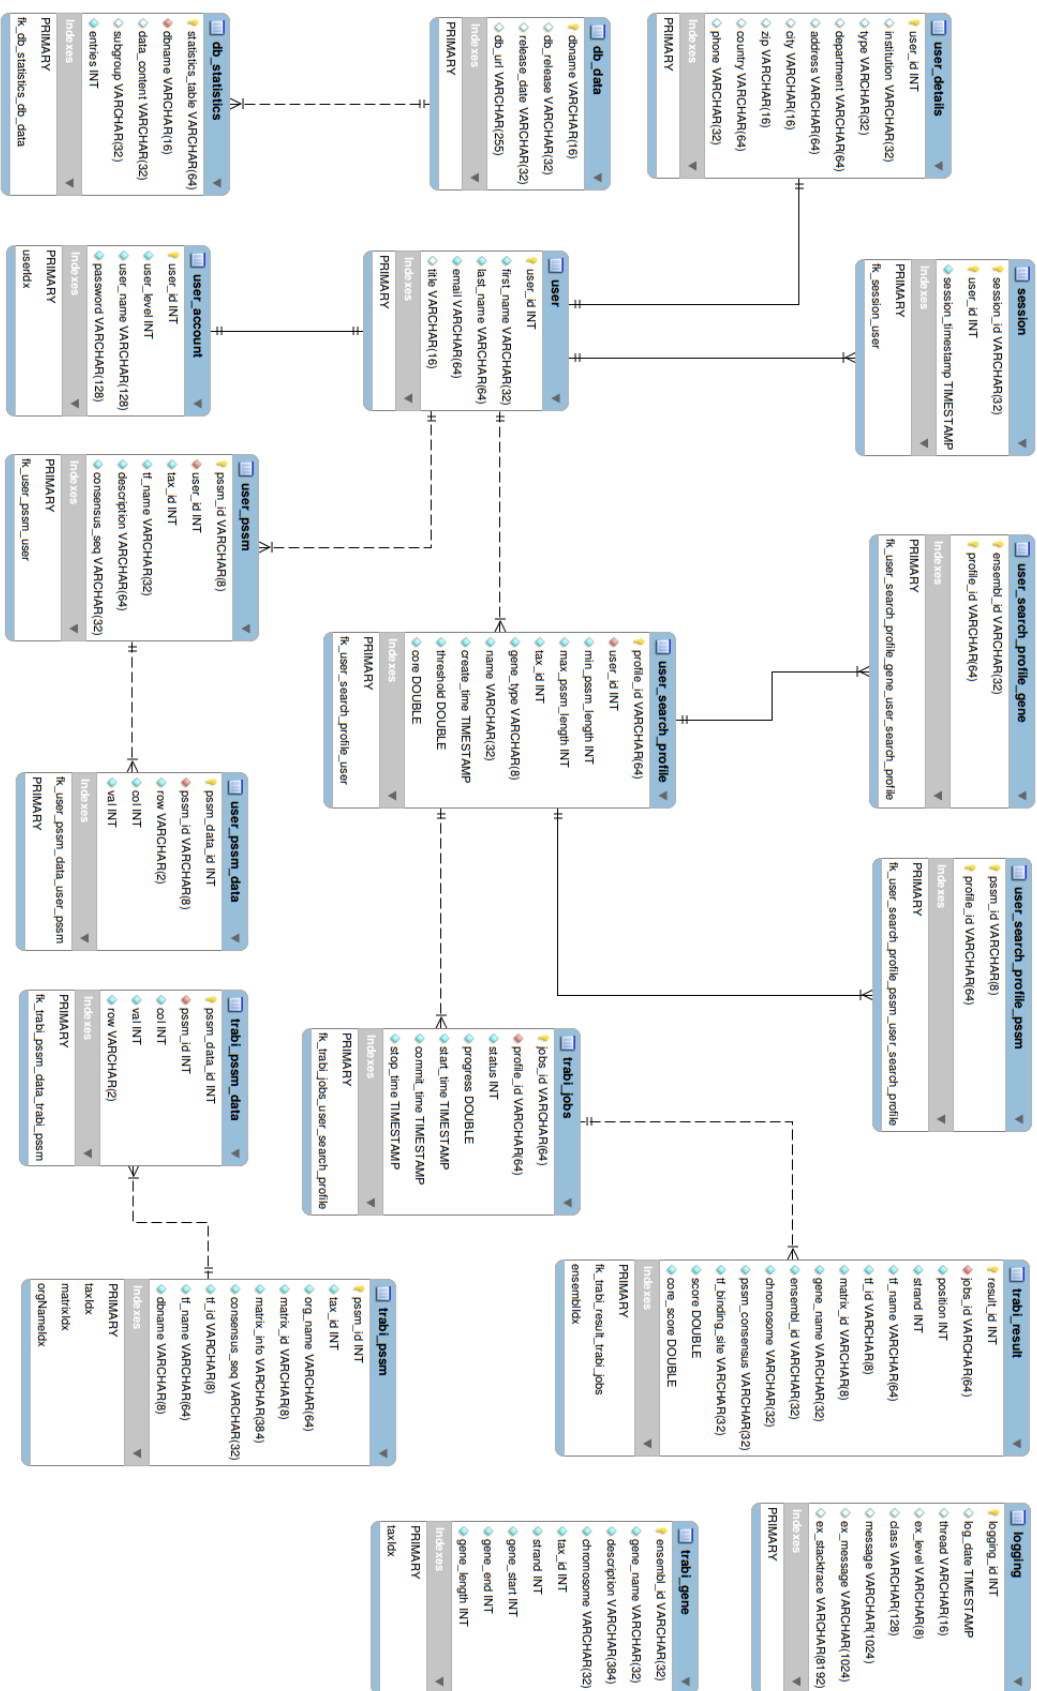 user_details
user_id INT
institution VARCHAR(32)
type VARCHAR(32)
department VARCHAR(64)
address VARCHAR(64)
city VARCHAR(16)
zip VARCHAR(16)
country VARCHAR(64)
phone VARCHAR(32)
Indexes
PRIMARY
session
session_id VARCHAR(32)
user_id INT
session_timestamp TIMESTAMP
Indexes
PRIMARY
fk_session_user
user_search_profile_gene
ensembl_id VARCHAR(32)
profile_id VARCHAR(64)
Indexes
PRIMARY
fk_user_search_profile_gene_user_search_profile
user_search_profile_pssm
pssm_id VARCHAR(8)
profile_id VARCHAR(64)
Indexes
PRIMARY
fk_user_search_profile_pssm_user_search_profile
trabi_result
result_id INT
jobs_id VARCHAR(64)
position INT
strand INT
tf_name VARCHAR(64)
tf_id VARCHAR(8)
matrix_id VARCHAR(8)
gene_name VARCHAR(32)
ensembl_id VARCHAR(32)
chromosome VARCHAR(32)
pssm_consensus VARCHAR(32)
tf_binding_site VARCHAR(32)
score DOUBLE
core_score DOUBLE
Indexes
PRIMARY
fk_trabi_result_trabi_jobs
ensemblIdx
logging
logging_id INT
log_date TIMESTAMP
thread VARCHAR(16)
ex_level VARCHAR(8)
class VARCHAR(128)
message VARCHAR(1024)
ex_message VARCHAR(1024)
ex_stacktrace VARCHAR(8192)
Indexes
PRIMARY
db_data
dbname VARCHAR(16)
db_release VARCHAR(32)
release_date VARCHAR(32)
db_url VARCHAR(255)
Indexes
PRIMARY
user
user_id INT
first_name VARCHAR(32)
last_name VARCHAR(64)
email VARCHAR(64)
title VARCHAR(16)
Indexes
PRIMARY
user_search_profile
profile_id VARCHAR(64)
user_id INT
min_pssm_length INT
max_pssm_length INT
tax_id INT
gene_type VARCHAR(8)
name VARCHAR(32)
create_time TIMESTAMP
threshold DOUBLE
core DOUBLE
Indexes
PRIMARY
fk_user_search_profile_user
trabi_jobs
jobs_id VARCHAR(64)
profile_id VARCHAR(64)
status INT
progress DOUBLE
start_time TIMESTAMP
commit_time TIMESTAMP
stop_time TIMESTAMP
Indexes
PRIMARY
fk_trabi_jobs_user_search_profile
trabi_gene
ensembl_id VARCHAR(32)
gene_name VARCHAR(32)
description VARCHAR(384)
chromosome VARCHAR(32)
tax_id INT
strand INT
gene_start INT
gene_end INT
gene_length INT
Indexes
PRIMARY
taxIdx
db_statistics
statistics_table VARCHAR(64)
dbname VARCHAR(16)
data_content VARCHAR(32)
subgroup VARCHAR(32)
entries INT
Indexes
PRIMARY
fk_db_statistics_db_data
user_account
user_id INT
user_level INT
user_name VARCHAR(128)
password VARCHAR(128)
Indexes
PRIMARY
userIdx
user_pssm
pssm_id VARCHAR(8)
user_id INT
tax_id INT
tf_name VARCHAR(32)
description VARCHAR(64)
consensus_seq VARCHAR(32)
Indexes
PRIMARY
fk_user_pssm_user
user_pssm_data
pssm_data_id INT
pssm_id VARCHAR(8)
row VARCHAR(2)
col INT
val INT
Indexes
fk_user_pssm_data_user_pssm
PRIMARY
trabi_pssm_data
pssm_data_id INT
pssm_id INT
col INT
val INT
row VARCHAR(2)
Indexes
PRIMARY
fk_trabi_pssm_data_trabi_pssm
trabi_pssm
pssm_id INT
tax_id INT
org_name VARCHAR(64)
matrix_id VARCHAR(8)
matrix_info VARCHAR(384)
consensus_seq VARCHAR(32)
tf_id VARCHAR(8)
tf_name VARCHAR(64)
dbname VARCHAR(8)
Indexes
PRIMARY
taxIdx
matrixIdx
orgNameIdx